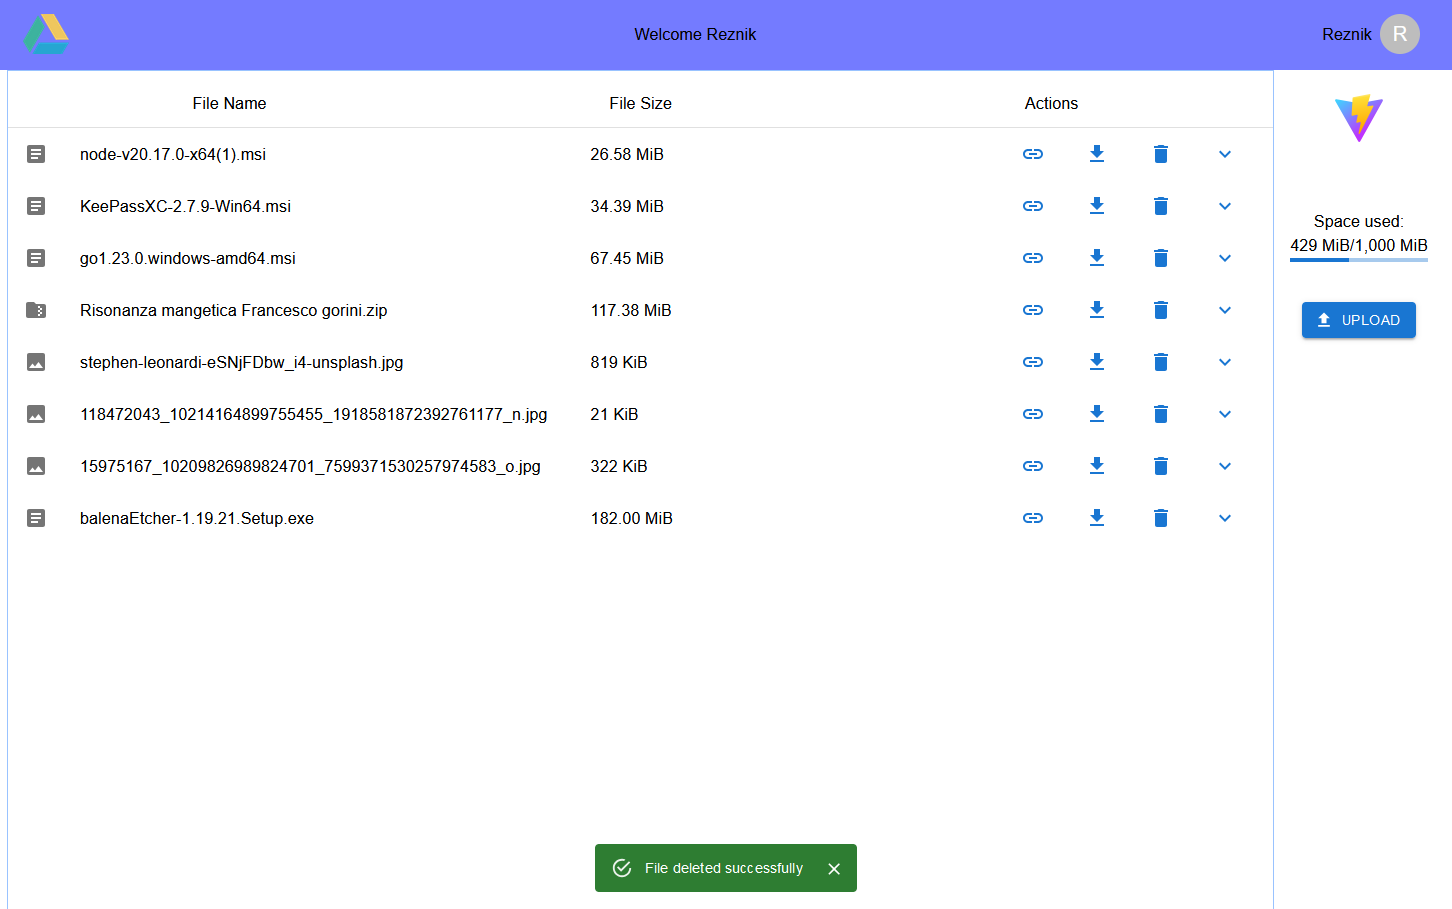 Welcome Reznik
Reznik R
File Name File Size Actions
node-v20.17.0-x64(1).msi 26.58 MiB
KeePassXC-2.7.9-Win64.msi 34.39 MiB
go1.23.0.windows-amd64.msi 67.45 MiB
Risonanza mangetica Francesco gorini.zip 117.38 MiB
stephen-leonardi-eSNjFDbw_i4-unsplash.jpg 819 KiB
118472043_10214164899755455_1918581872392761177_n.jpg 21 KiB
15975167_10209826989824701_7599371530257974583_o.jpg 322 KiB
balenaEtcher-1.19.21.Setup.exe 182.00 MiB
Space used:
429 MiB/1,000 MiB
UPLOAD
File deleted successfully